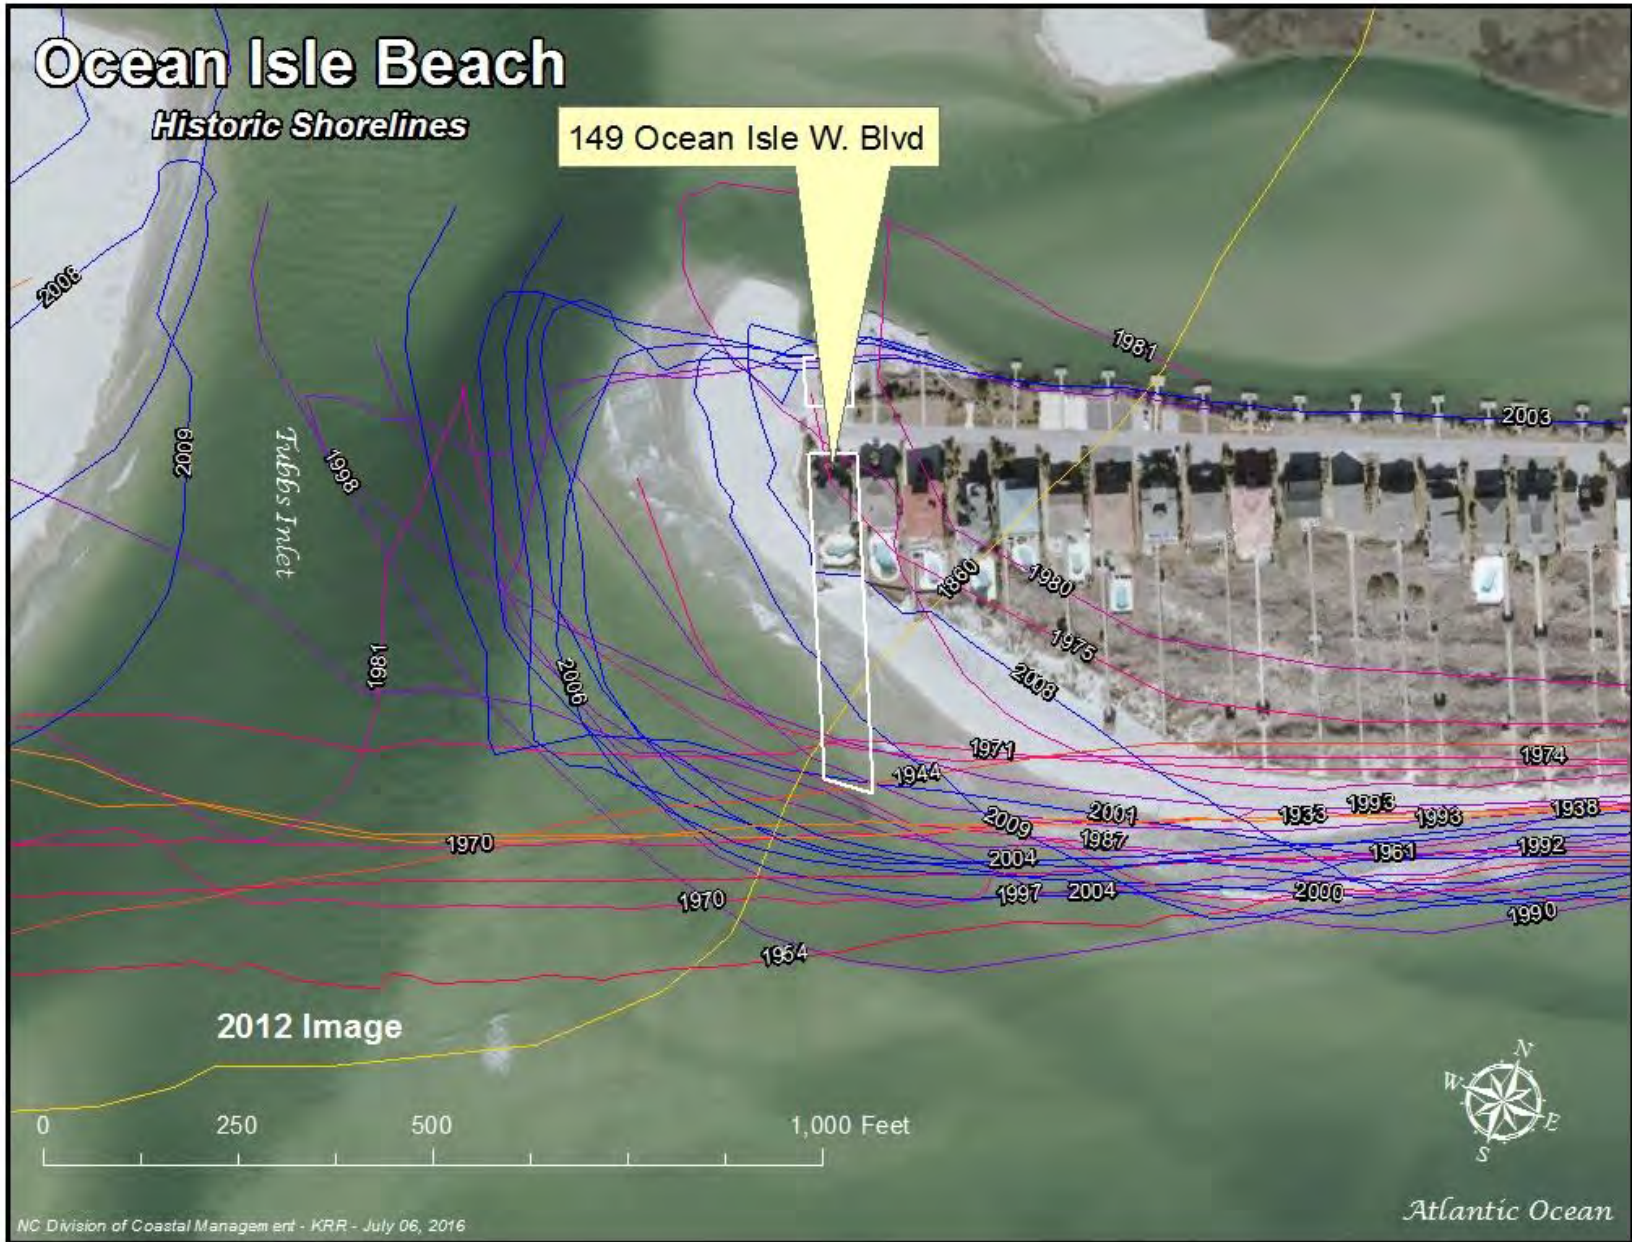 Ocean Isle Beach
Historic Shorelines
149 Ocean Isle W. Blvd
2009
Tubbs Inlet
1998
1981
2003
1981
1860
1980
1975
2008
2006
1971
1974
1944
2001
1933
1993
1938
2009
1987
1993
1970
2004
1961
1992
1970
1997
2004
2000
1990
1954
2012 Image
0 250 500 1,000 Feet
N
W
E
S
NC Division of Coastal Management - KRR - July 06, 2016
Atlantic Ocean